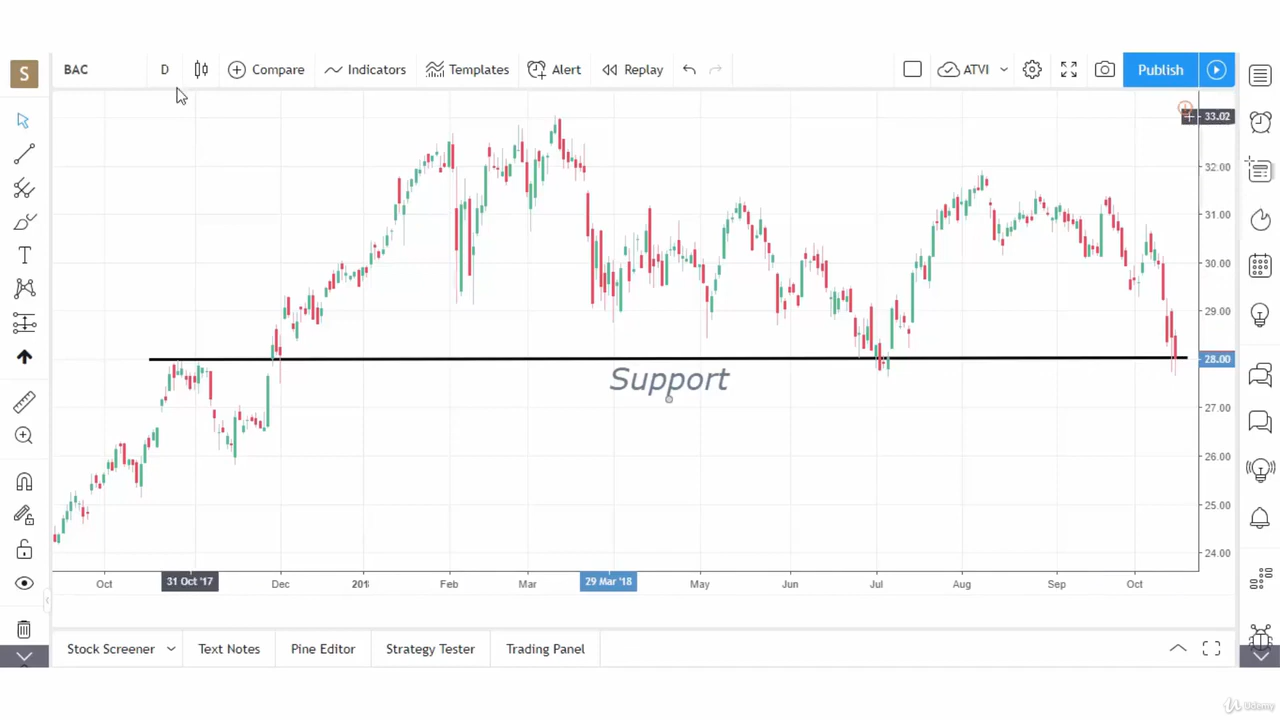 S
BAC
D
Compare
Indicators
Templates
Alert
Replay
ATVI
Publish
33.02
32.00
31.00
30.00
29.00
28.00
27.00
26.00
25.00
24.00
Support
Oct
31 Oct '17
Dec
201
Feb
Mar
29 Mar '18
May
Jun
Jul
Aug
Sep
Oct
Stock Screener
Text Notes
Pine Editor
Strategy Tester
Trading Panel
Udemy